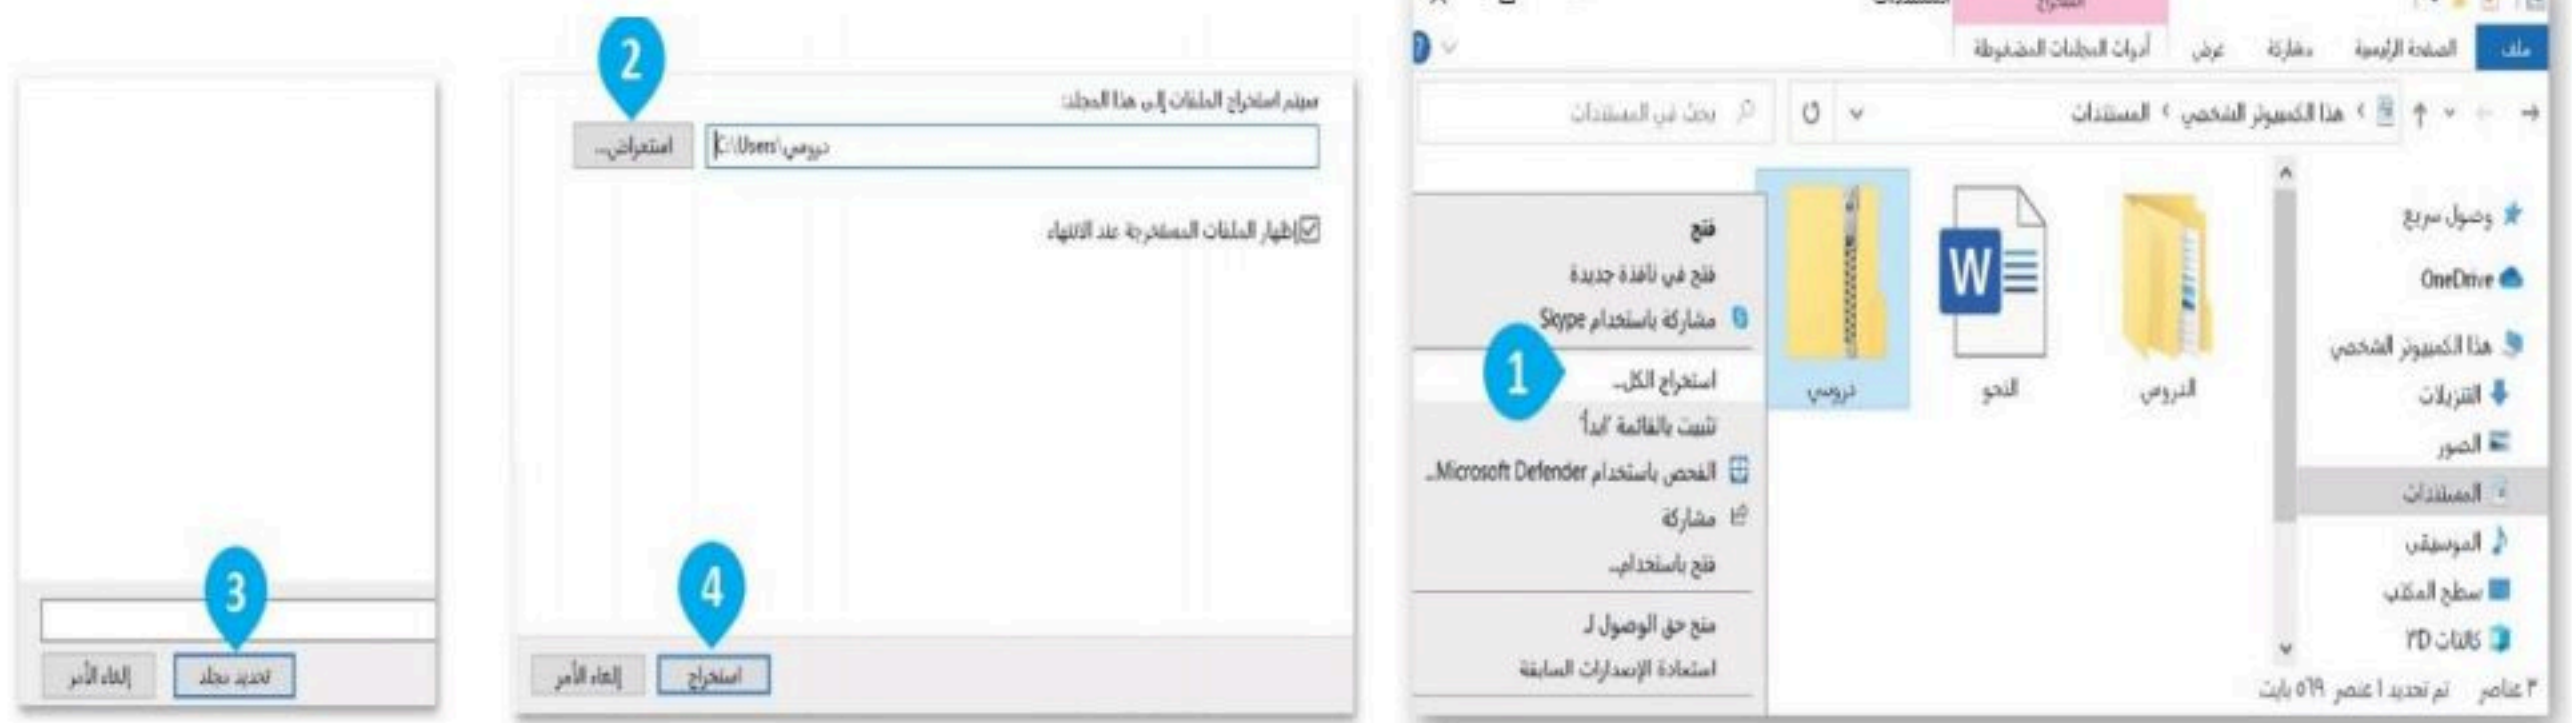 المستندات
ملف
الصفحة الرئيسية
مشاركة
عرض
أدوات المجلدات المضغوطة
هذا الكمبيوتر الشخصي > المستندات
بحث في المستندات
وصول سريع
OneDrive
هذا الكمبيوتر الشخصي
التنزيلات
الصور
المستندات
الموسيقى
سطح المكتب
كائنات ٣D
٣ عناصر تم تحديد ١ عنصر ٥٦٩ بايت
الدروس
النحو
دروسي
فتح
فتح في نافذة جديدة
مشاركة باستخدام Skype
1
استخراج الكل...
تثبيت بالقائمة "ابدأ"
الفحص باستخدام Microsoft Defender...
مشاركة
فتح باستخدام...
منح حق الوصول لـ
استعادة الإصدارات السابقة
2
سيتم استخراج الملفات إلى هذا المجلد:
C:\Users\دروسي
استعراض...
إظهار الملفات المستخرجة عند الانتهاء
4
استخراج
إلغاء الأمر
3
تحديد مجلد
إلغاء الأمر